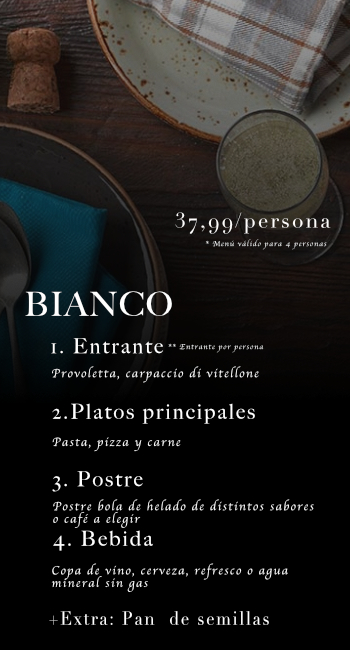 37,99/persona
* Menú válido para 4 personas
BIANCO
1. Entrante ** Entrante por persona
Provoletta, carpaccio di vitellone
2.Platos principales
Pasta, pizza y carne
3. Postre
Postre bola de helado de distintos sabores
o café a elegir
4. Bebida
Copa de vino, cerveza, refresco o agua
mineral sin gas
+Extra: Pan de semillas